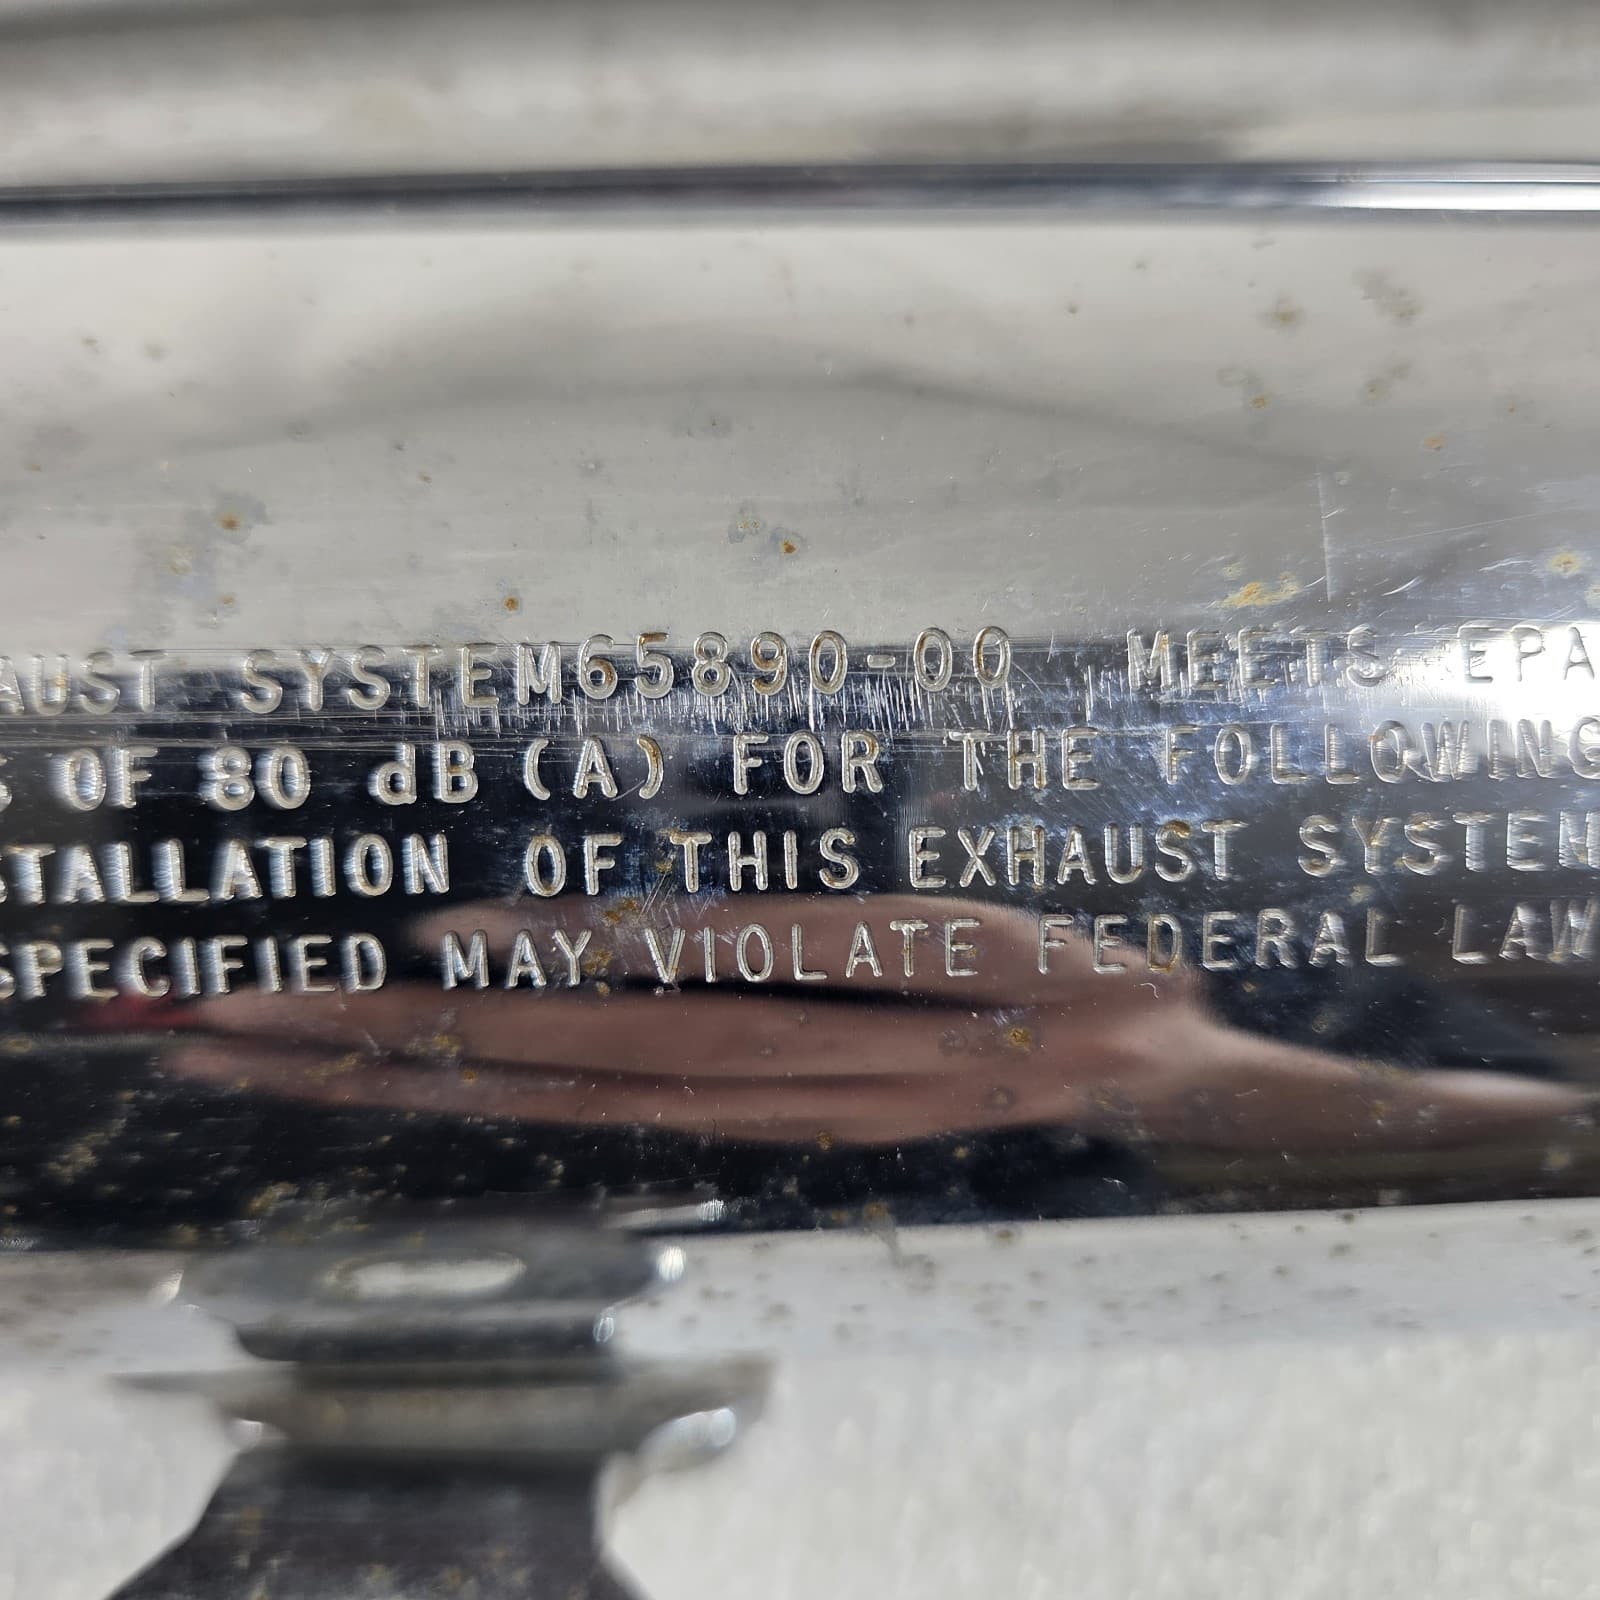 AUST SYSTEM65890-00 MEETS EPA
S OF 80 dB(A) FOR THE FOLLOWING
STALLATION OF THIS EXHAUST SYSTEM
SPECIFIED MAY VIOLATE FEDERAL LAW